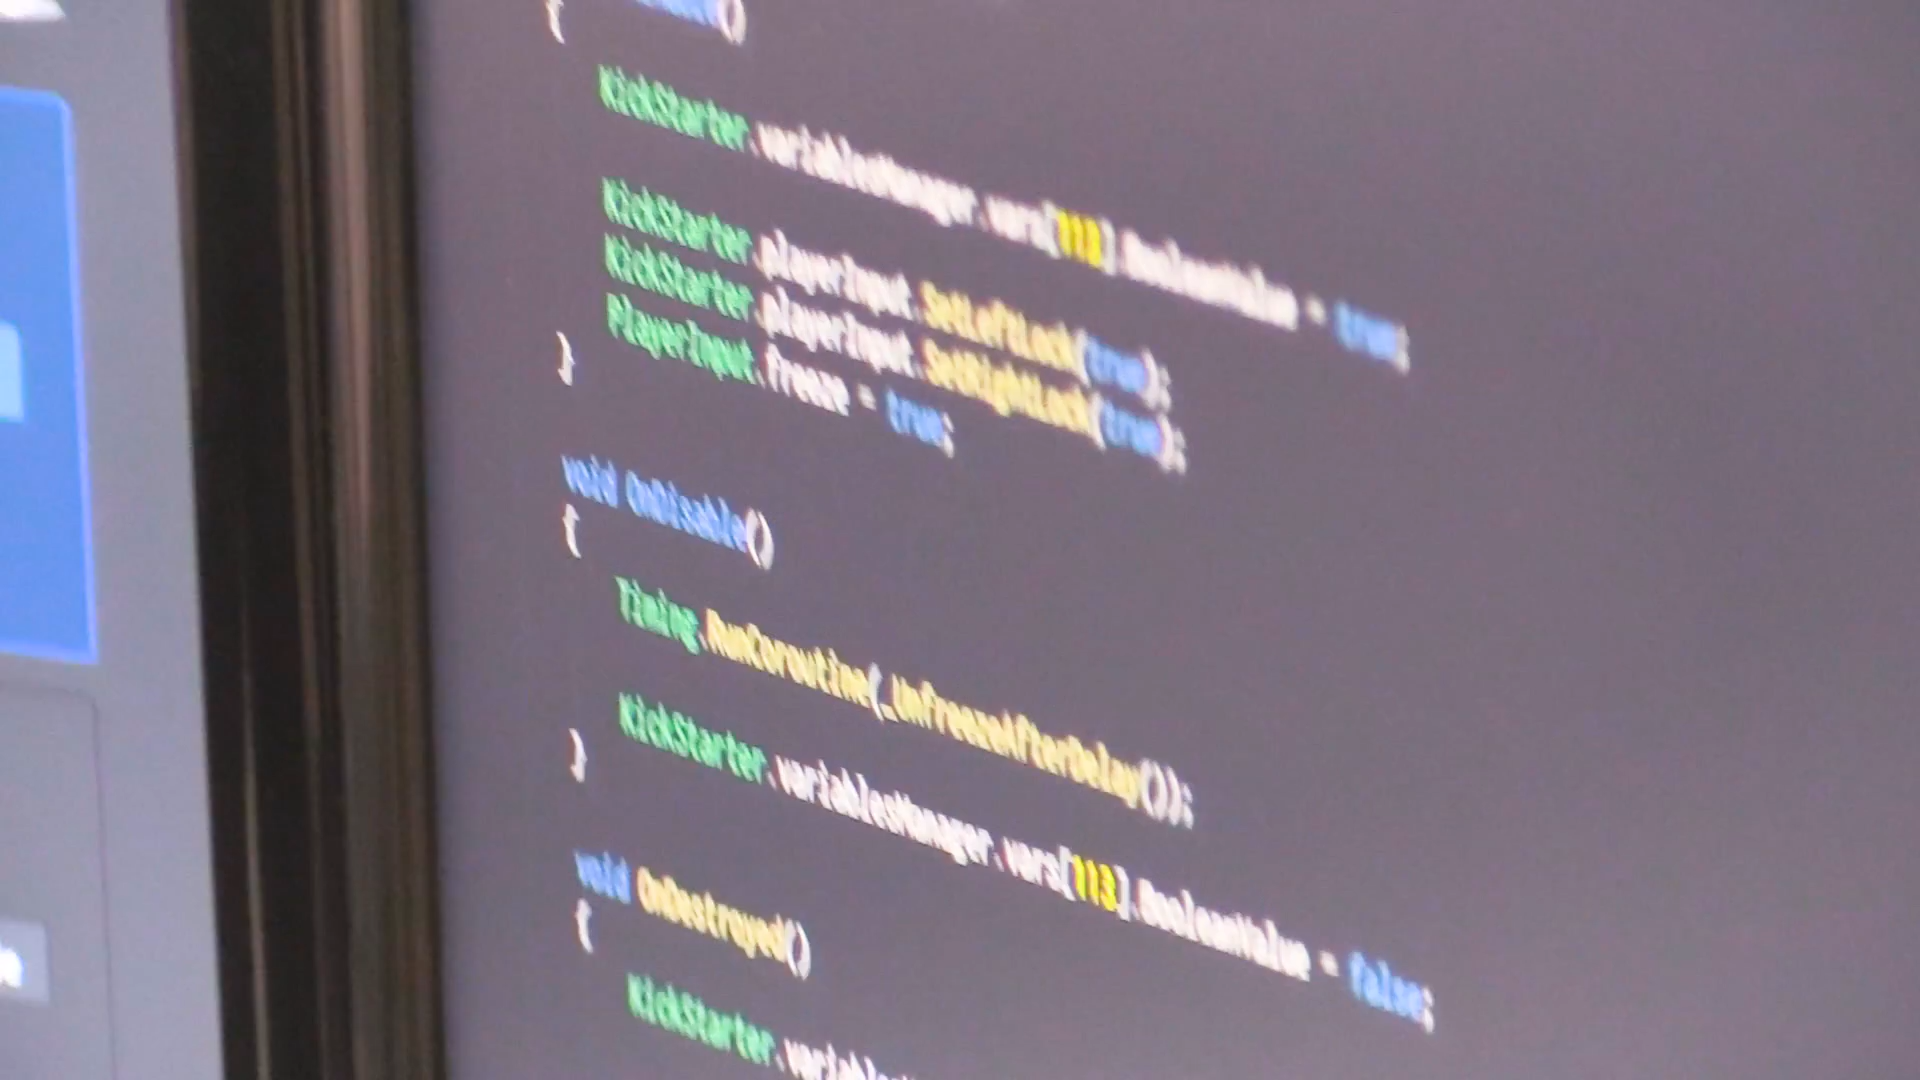 ()
{
KickStarter.variablesManager.vars[113].BooleanValue = true;
KickStarter.playerInput.SetLeftLock(true);
KickStarter.playerInput.SetRightLock(true);
PlayerInput.freeze = true;
}
void OnDisable()
{
Timing.RunCoroutine(_UnFreezeAfterDelay());
KickStarter.variablesManager.vars[113].BooleanValue = false;
}
void OnDestroyed()
{
KickStarter